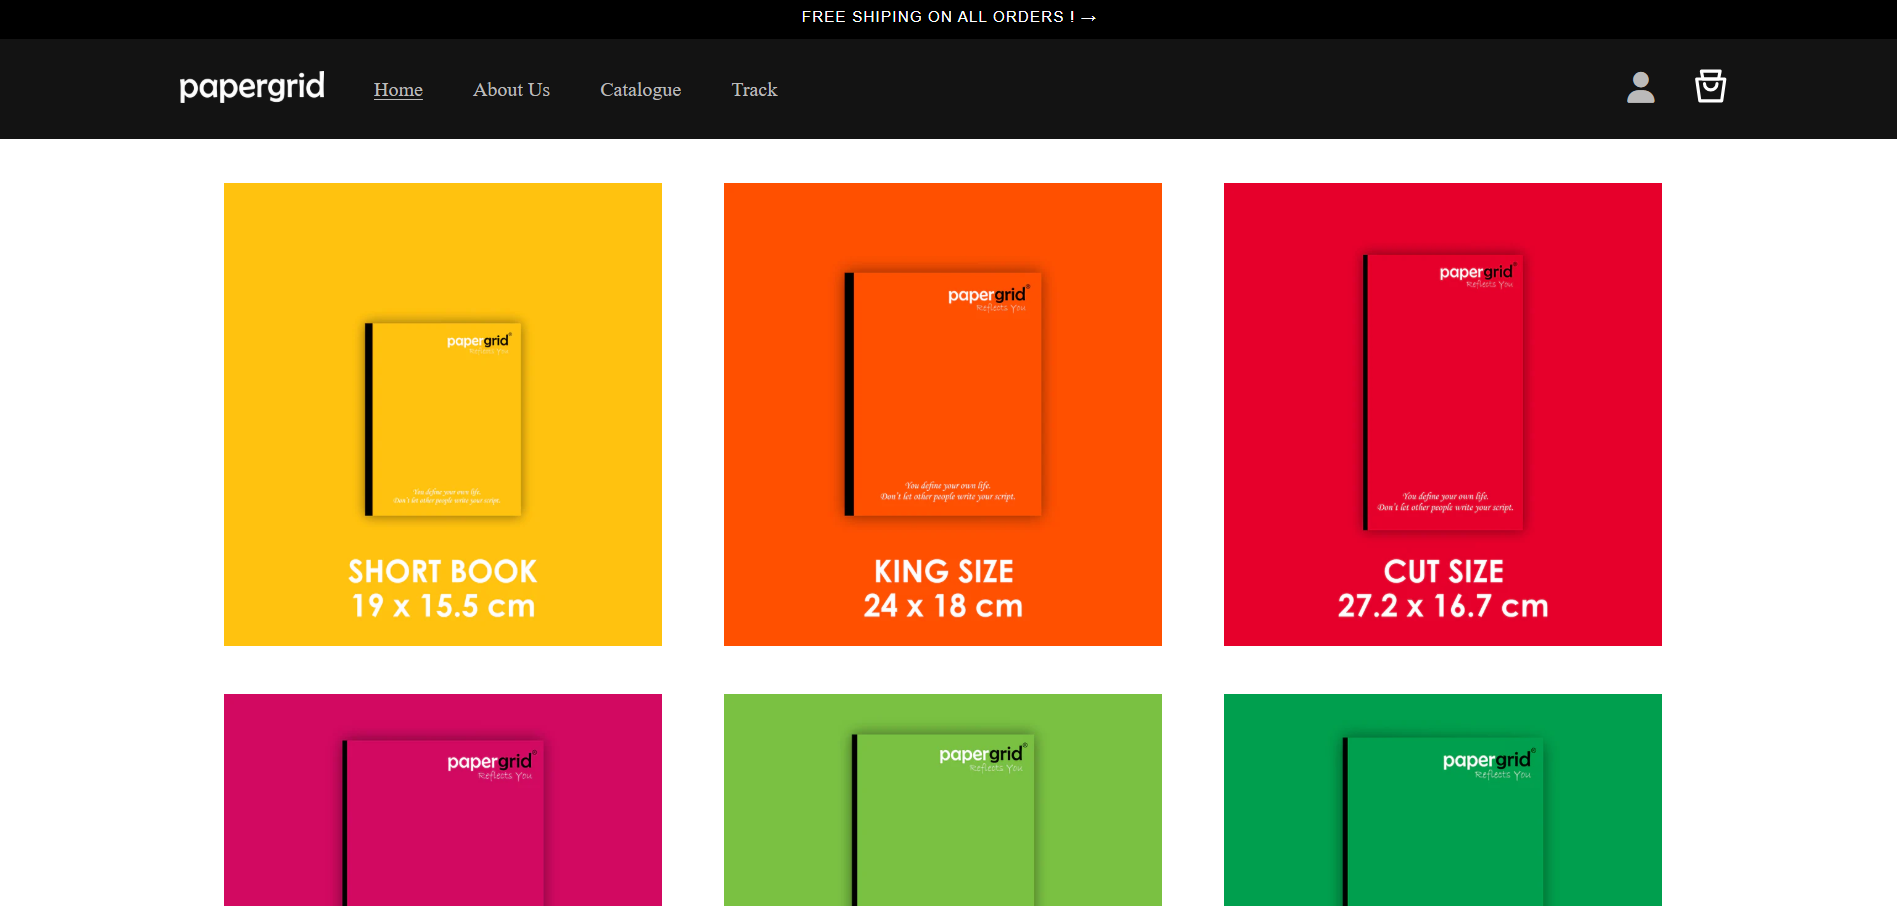 FREE SHIPING ON ALL ORDERS ! →
papergrid
Home About Us Catalogue Track
papergrid®
Reflects You
You define your own life.
Don't let other people write your script.
SHORT BOOK
19 x 15.5 cm
papergrid®
Reflects You
You define your own life.
Don't let other people write your script.
KING SIZE
24 x 18 cm
papergrid®
Reflects You
You define your own life.
Don't let other people write your script.
CUT SIZE
27.2 x 16.7 cm
papergrid®
Reflects You
papergrid®
Reflects You
papergrid®
Reflects You